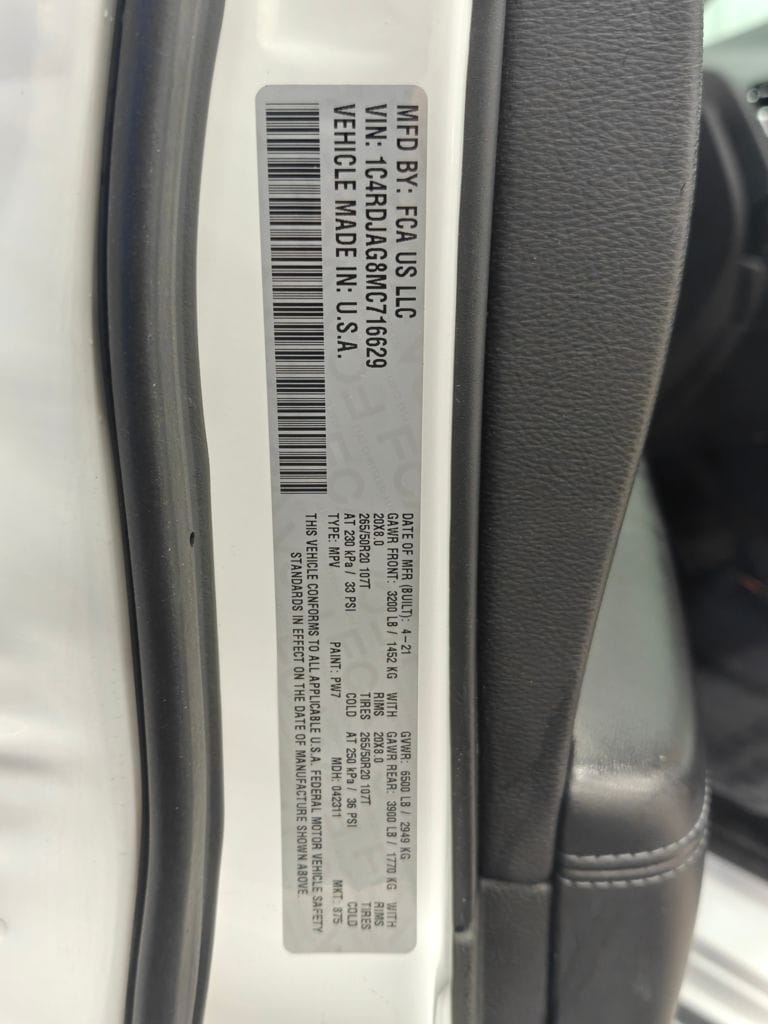 MFD BY: FCA US LLC
VIN: 1C4RDJAG8MC716629
VEHICLE MADE IN: U.S.A.
DATE OF MFR (BUILT): 4-21 GVWR: 6500 LB / 2949 KG
GAWR FRONT: 3200 LB / 1452 KG WITH GAWR REAR: 3900 LB / 1770 KG WITH
20X8.0 RIMS 20X8.0 RIMS
265/50R20 107T TIRES 265/50R20 107T TIRES
AT 230 kPa / 33 PSI COLD AT 250 kPa / 36 PSI COLD
TYPE: MPV PAINT: PW7 MDH: 042311 MKT: 875
THIS VEHICLE CONFORMS TO ALL APPLICABLE U.S.A. FEDERAL MOTOR VEHICLE SAFETY
STANDARDS IN EFFECT ON THE DATE OF MANUFACTURE SHOWN ABOVE.